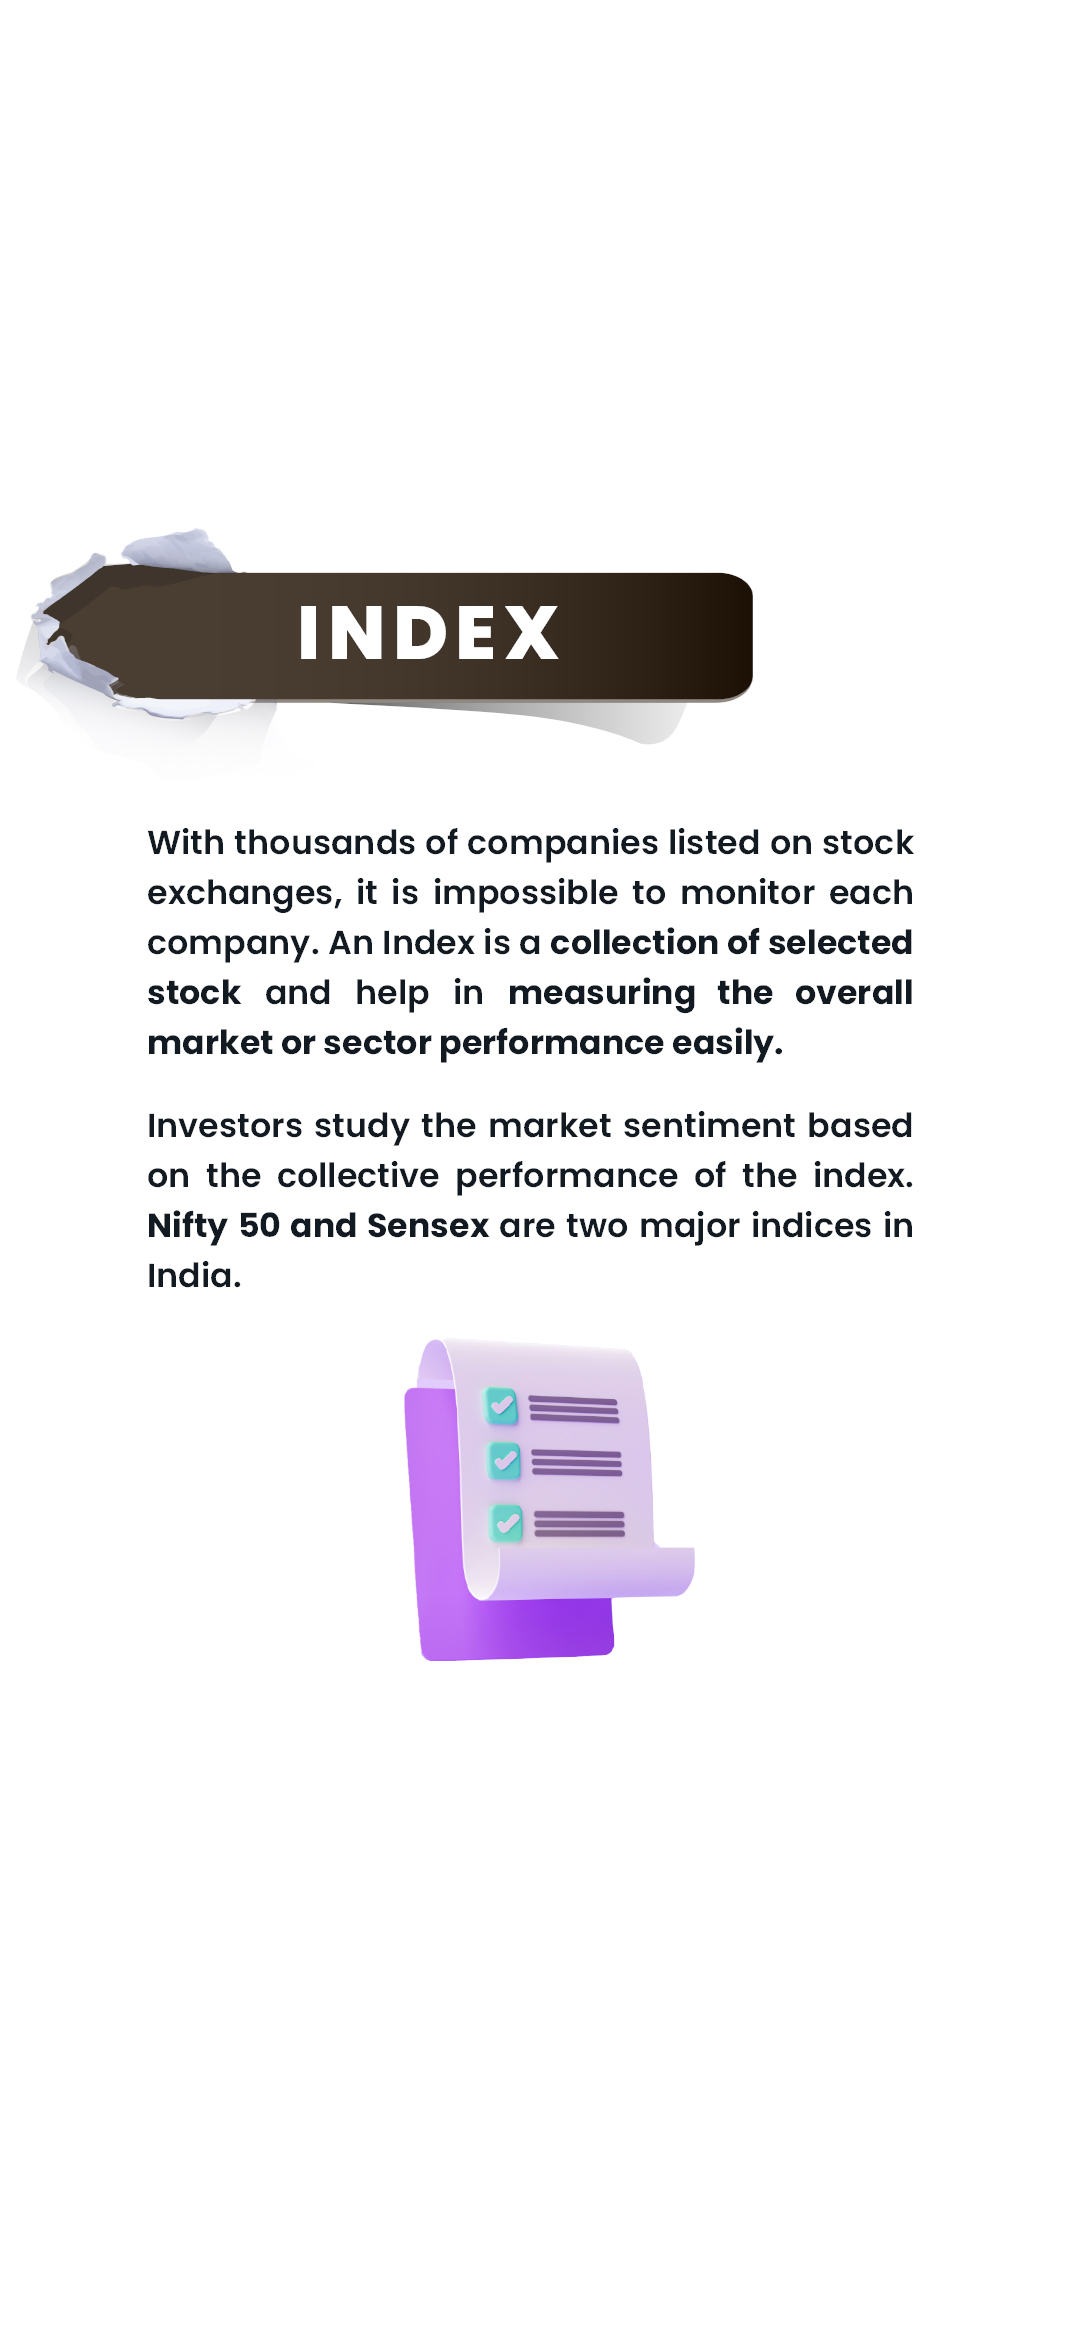 INDEX
With thousands of companies listed on stock
exchanges, it is impossible to monitor each
company. An Index is a collection of selected
stock and help in measuring the overall
market or sector performance easily.
Investors study the market sentiment based
on the collective performance of the index.
Nifty 50 and Sensex are two major indices in
India.